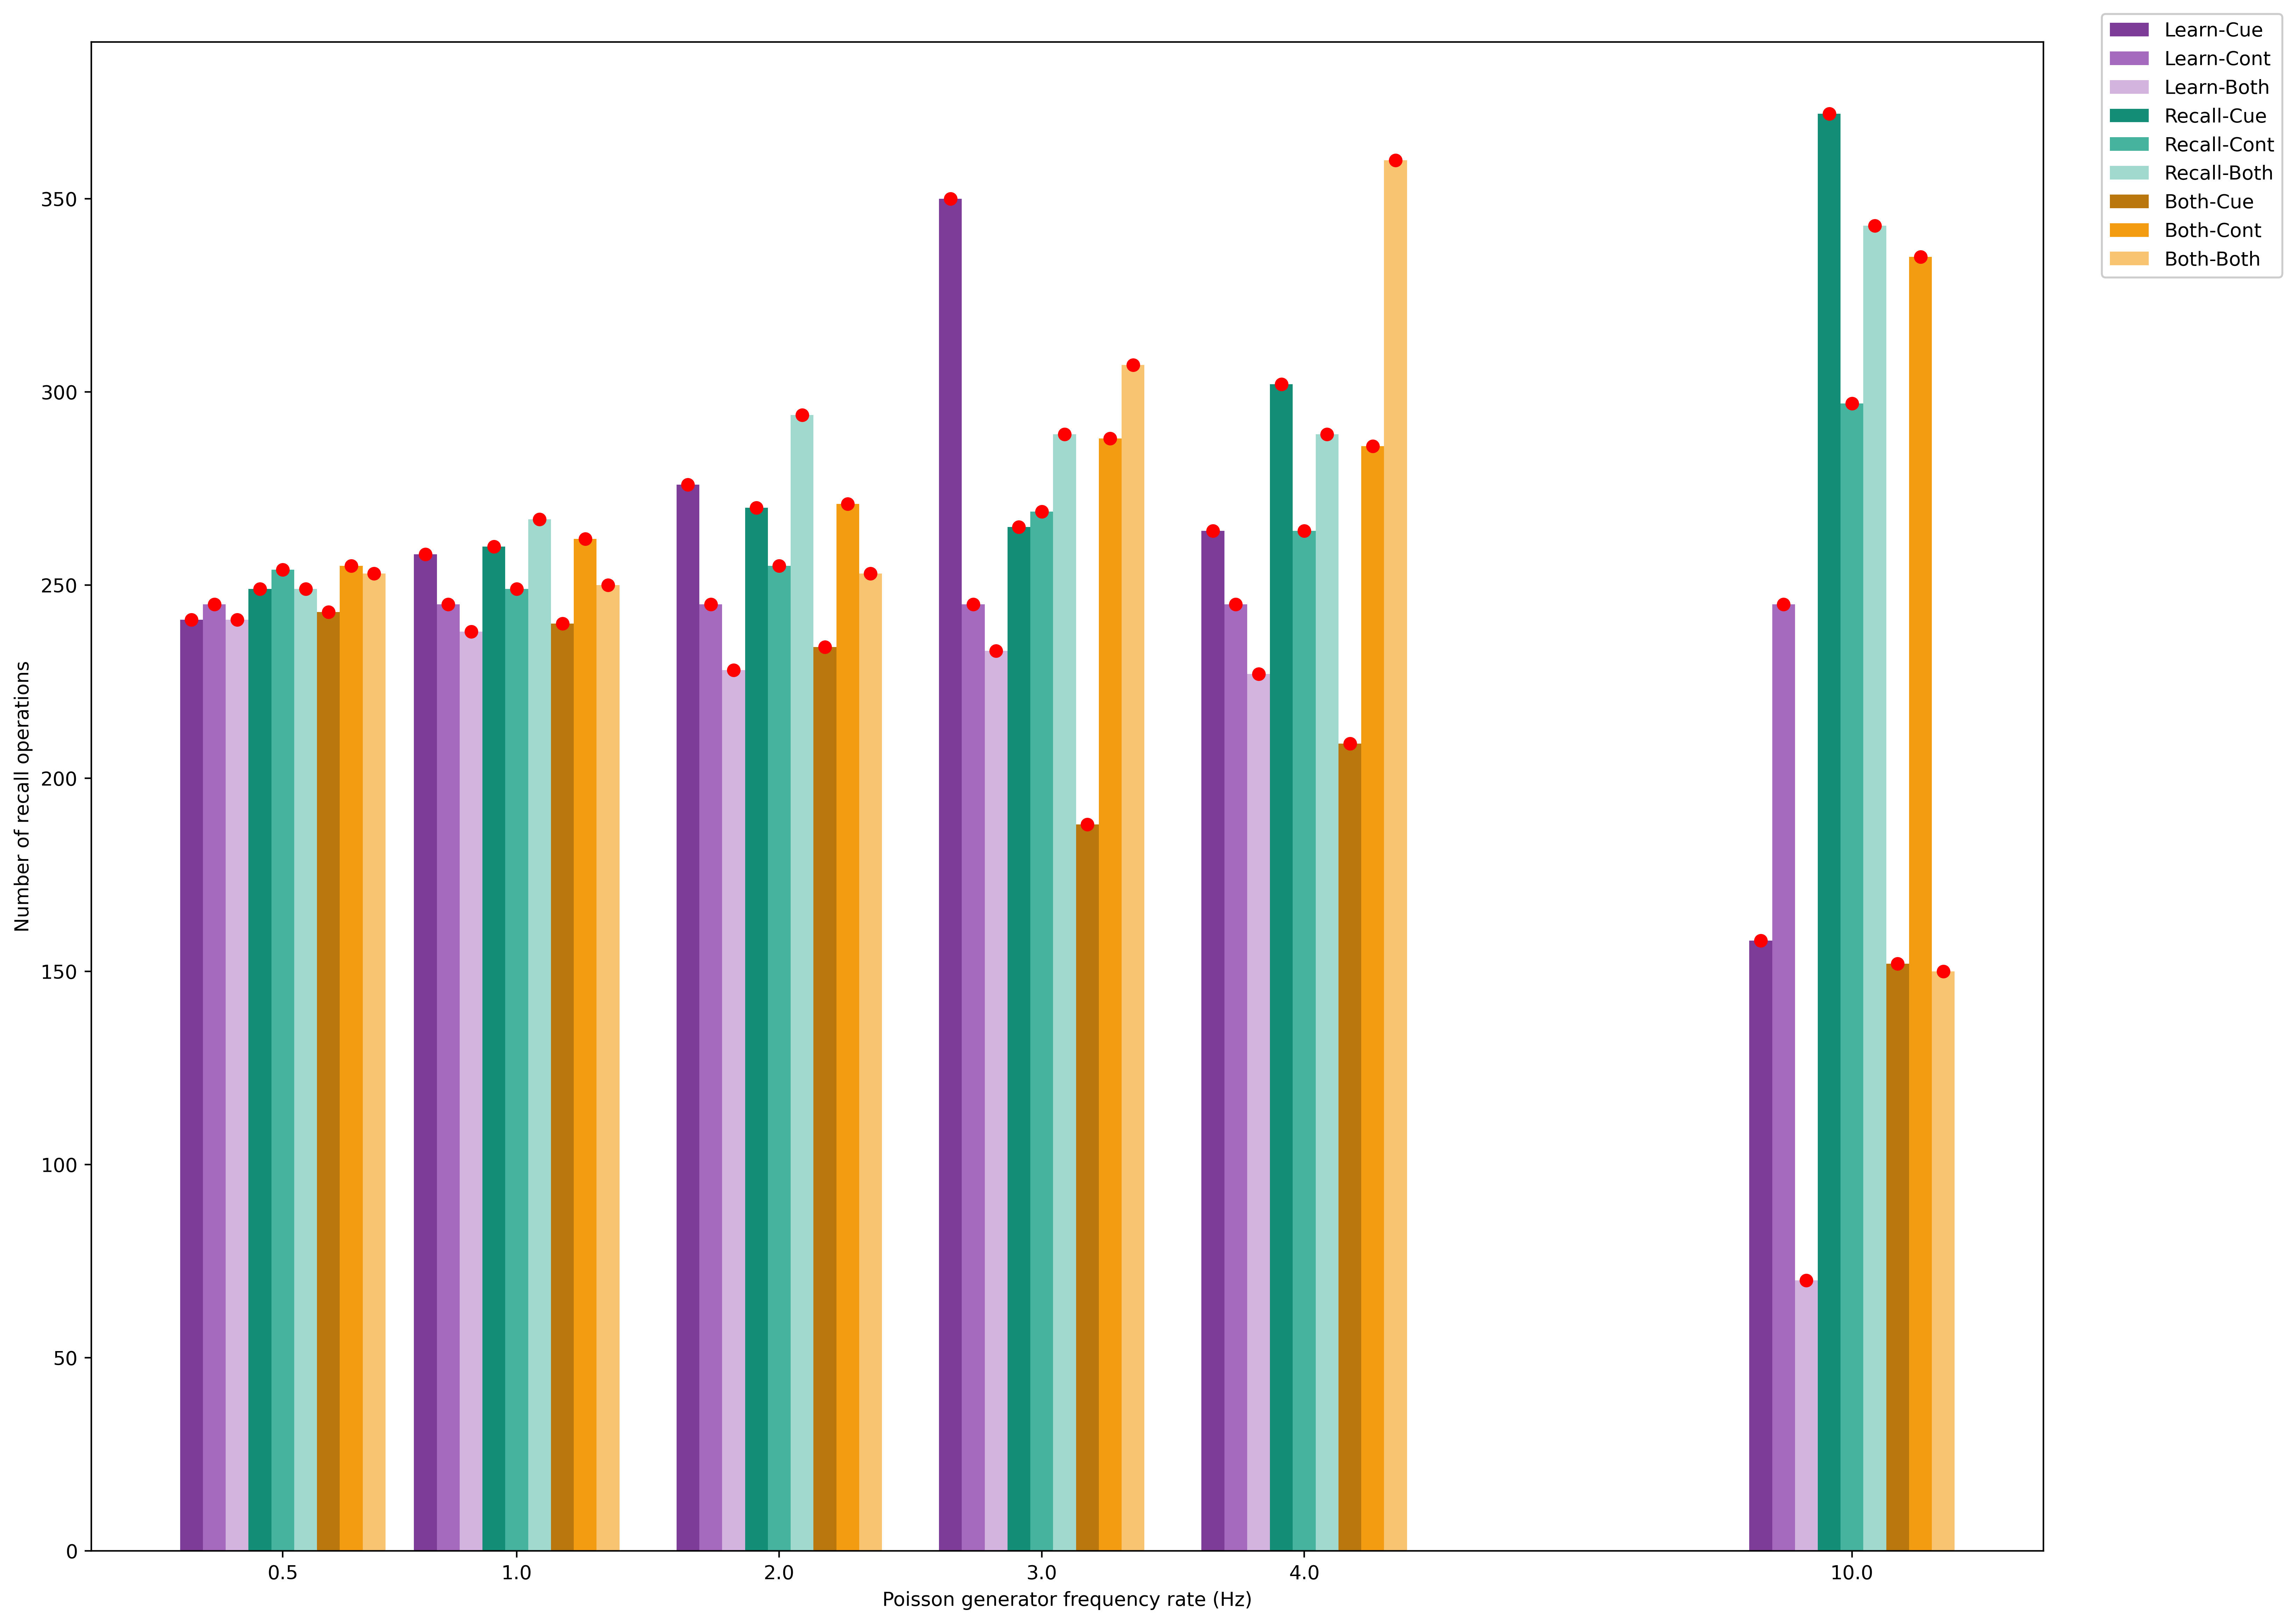 Learn-Cue
Learn-Cont
Learn-Both
Recall-Cue
Recall-Cont
Recall-Both
Both-Cue
Both-Cont
Both-Both
Number of recall operations
350
300
250
200
150
100
50
0
0.5 1.0 2.0 3.0 4.0 10.0
Poisson generator frequency rate (Hz)